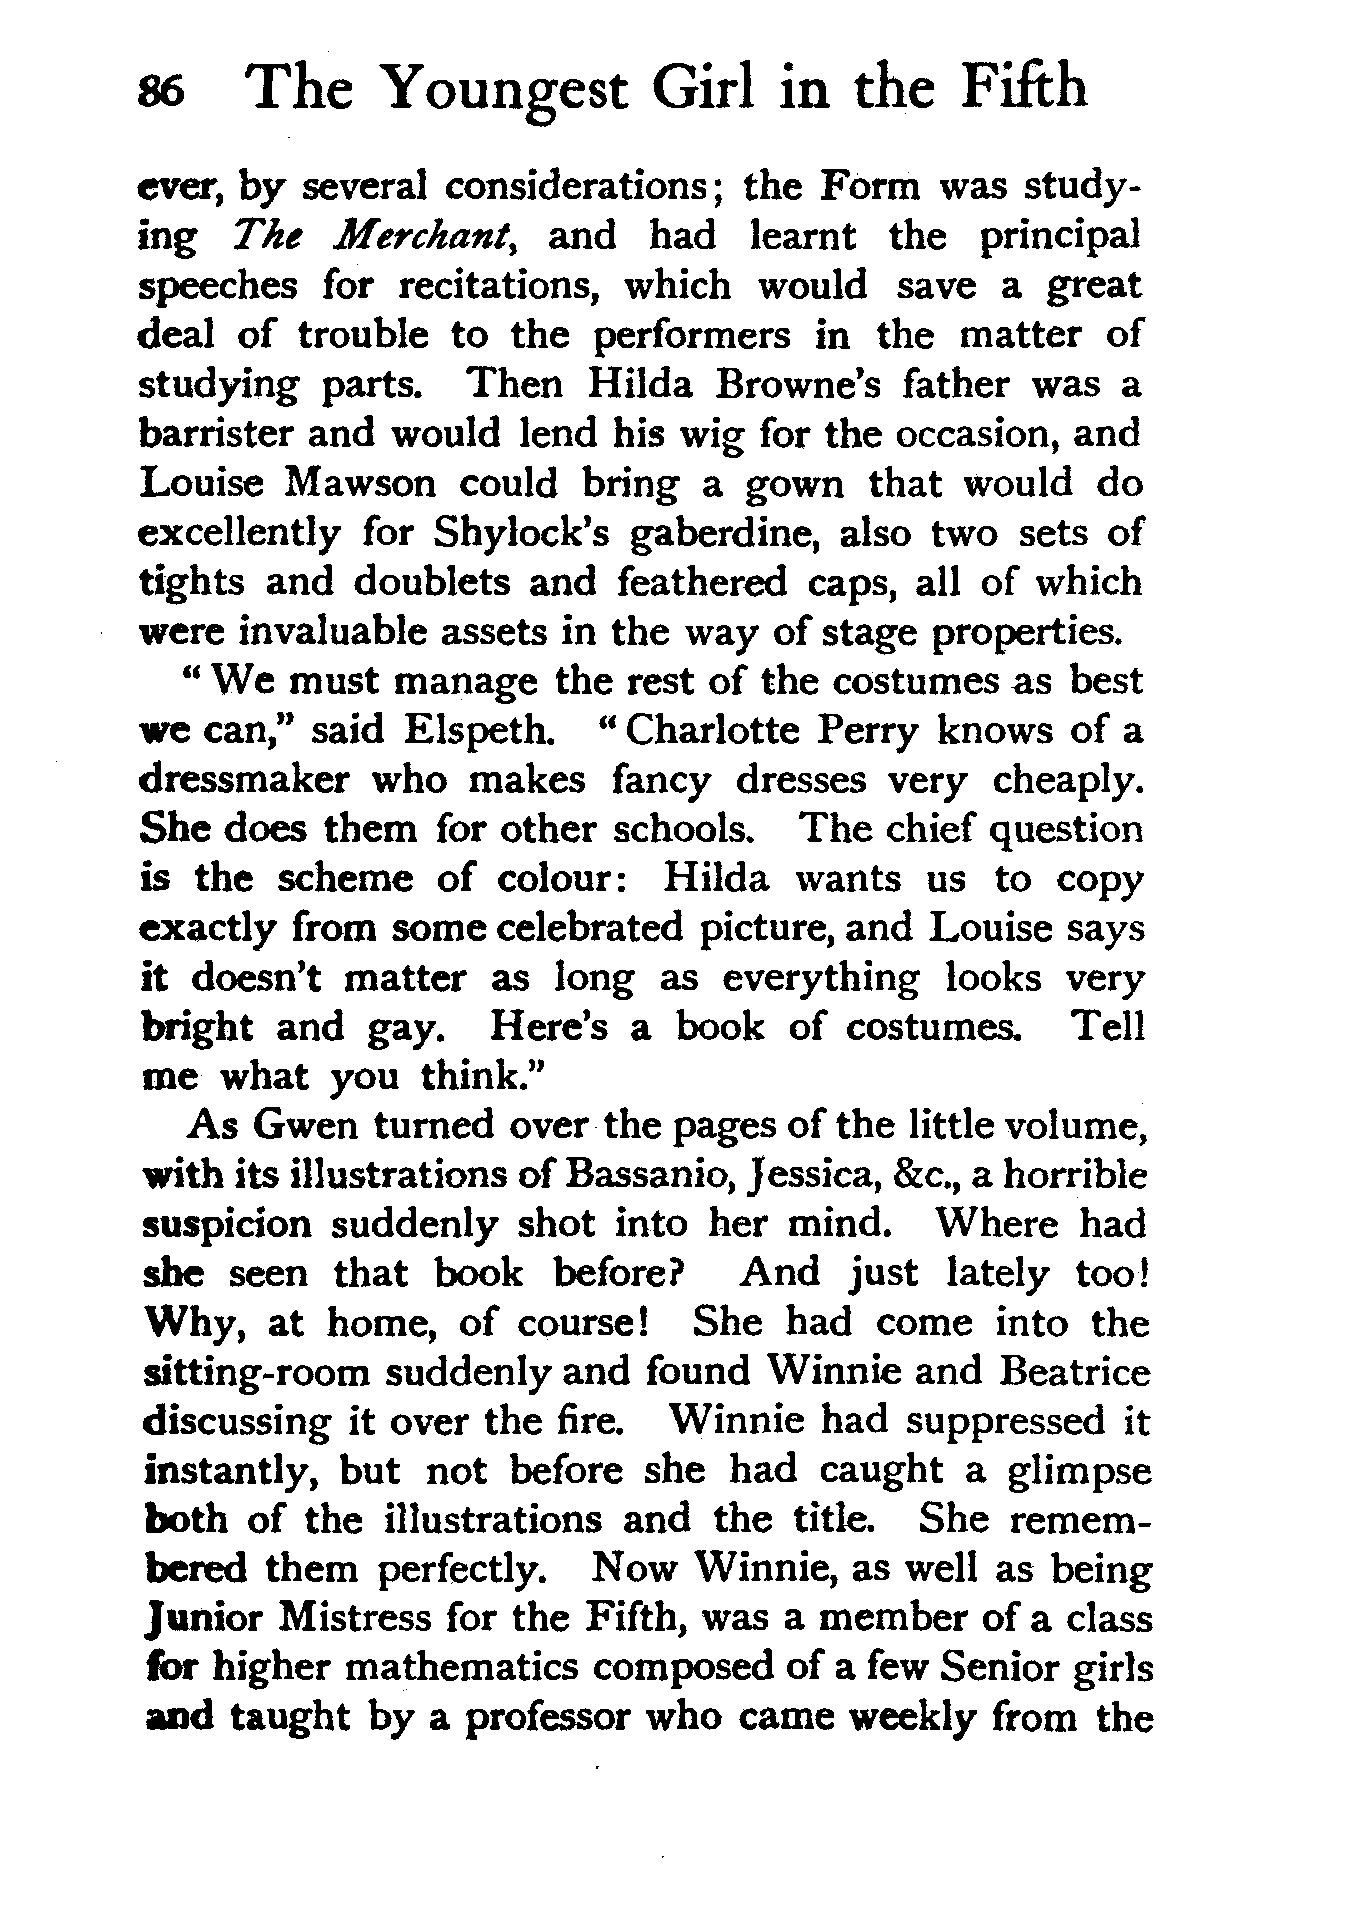 86 The Youngest Girl in the Fifth
ever, by several considerations; the Form was study-
ing The Merchant, and had learnt the principal
speeches for recitations, which would save a great
deal of trouble to the performers in the matter of
studying parts. Then Hilda Browne's father was a
barrister and would lend his wig for the occasion, and
Louise Mawson could bring a gown that would do
excellently for Shylock's gaberdine, also two sets of
tights and doublets and feathered caps, all of which
were invaluable assets in the way of stage properties.
“We must manage the rest of the costumes as best
we can,” said Elspeth. “Charlotte Perry knows of a
dressmaker who makes fancy dresses very cheaply.
She does them for other schools. The chief question
is the scheme of colour: Hilda wants us to copy
exactly from some celebrated picture, and Louise says
it doesn't matter as long as everything looks very
bright and gay. Here's a book of costumes. Tell
me what you think.”
As Gwen turned over the pages of the little volume,
with its illustrations of Bassanio, Jessica, &c., a horrible
suspicion suddenly shot into her mind. Where had
she seen that book before? And just lately too!
Why, at home, of course! She had come into the
sitting-room suddenly and found Winnie and Beatrice
discussing it over the fire. Winnie had suppressed it
instantly, but not before she had caught a glimpse
both of the illustrations and the title. She remem-
bered them perfectly. Now Winnie, as well as being
Junior Mistress for the Fifth, was a member of a class
for higher mathematics composed of a few Senior girls
and taught by a professor who came weekly from the